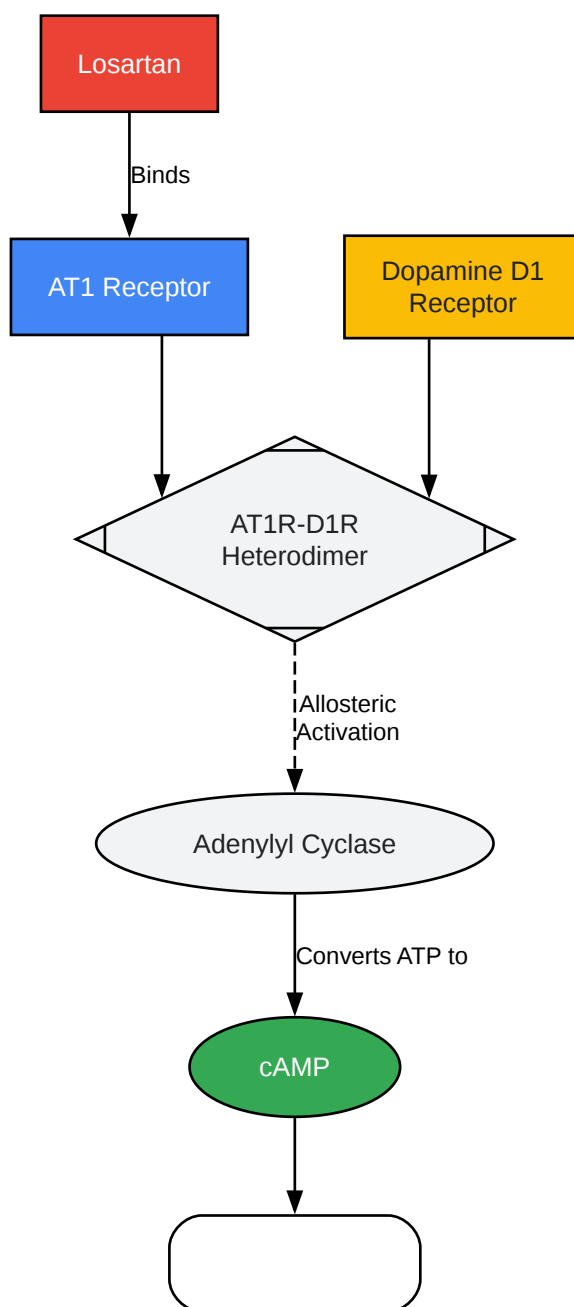 Losartan
Binds
AT1 Receptor
Dopamine D1
Receptor
AT1R-D1R
Heterodimer
Allosteric
Activation
Adenylyl Cyclase
Converts ATP to
cAMP